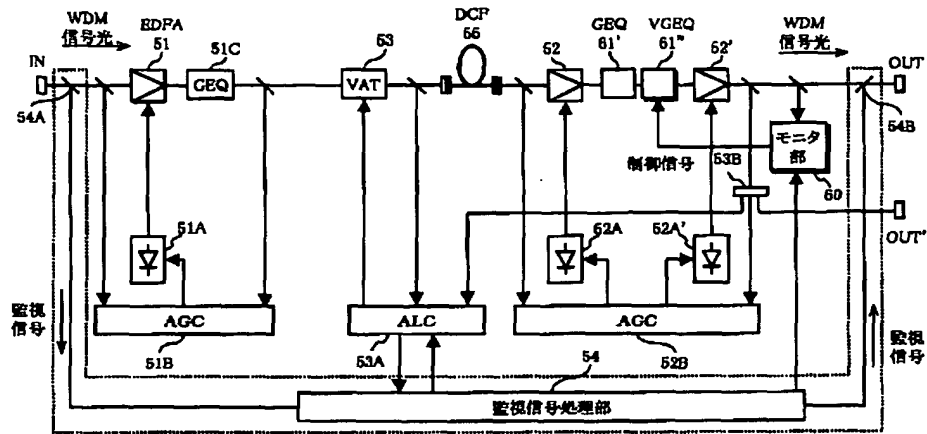 WDM
信号光
EDFA
51
51C
53
DCF
55
52
GEQ
61'
VGEQ
61"
52'
WDM
信号光
IN
OUT
GEQ
VAT
54A
54B
モニタ
部
制御信号
53B
60
51A
52A
52A'
OUT'
監視
信号
AGC
ALC
AGC
監視
信号
51B
53A
54
52B
監視信号処理部